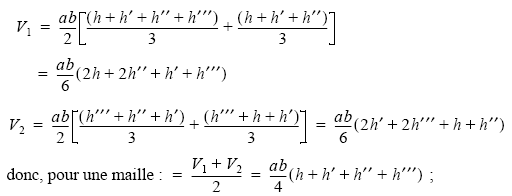 V₁ = ab/2 [(h + h′ + h′′ + h′′′)/3 + (h + h′ + h′′)/3]
= ab/6 (2h + 2h′′ + h′ + h′′′)
V₂ = ab/2 [(h′′′ + h′′ + h′)/3 + (h′′′ + h + h′)/3] = ab/6 (2h′ + 2h′′′ + h + h′′)
donc, pour une maille : = (V₁ + V₂)/2 = ab/4 (h + h′ + h′′ + h′′′) ;